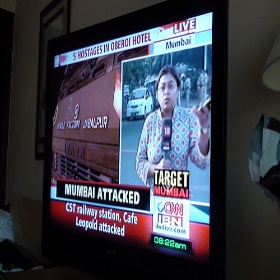 5 HOSTAGES IN OBEROI HOTEL
LIVE
Mumbai
TARGET
MUMBAI
MUMBAI ATTACKED
CST railway station, Cafe
Leopold attacked
CNN
IBN
ibnlive.com
08:22am